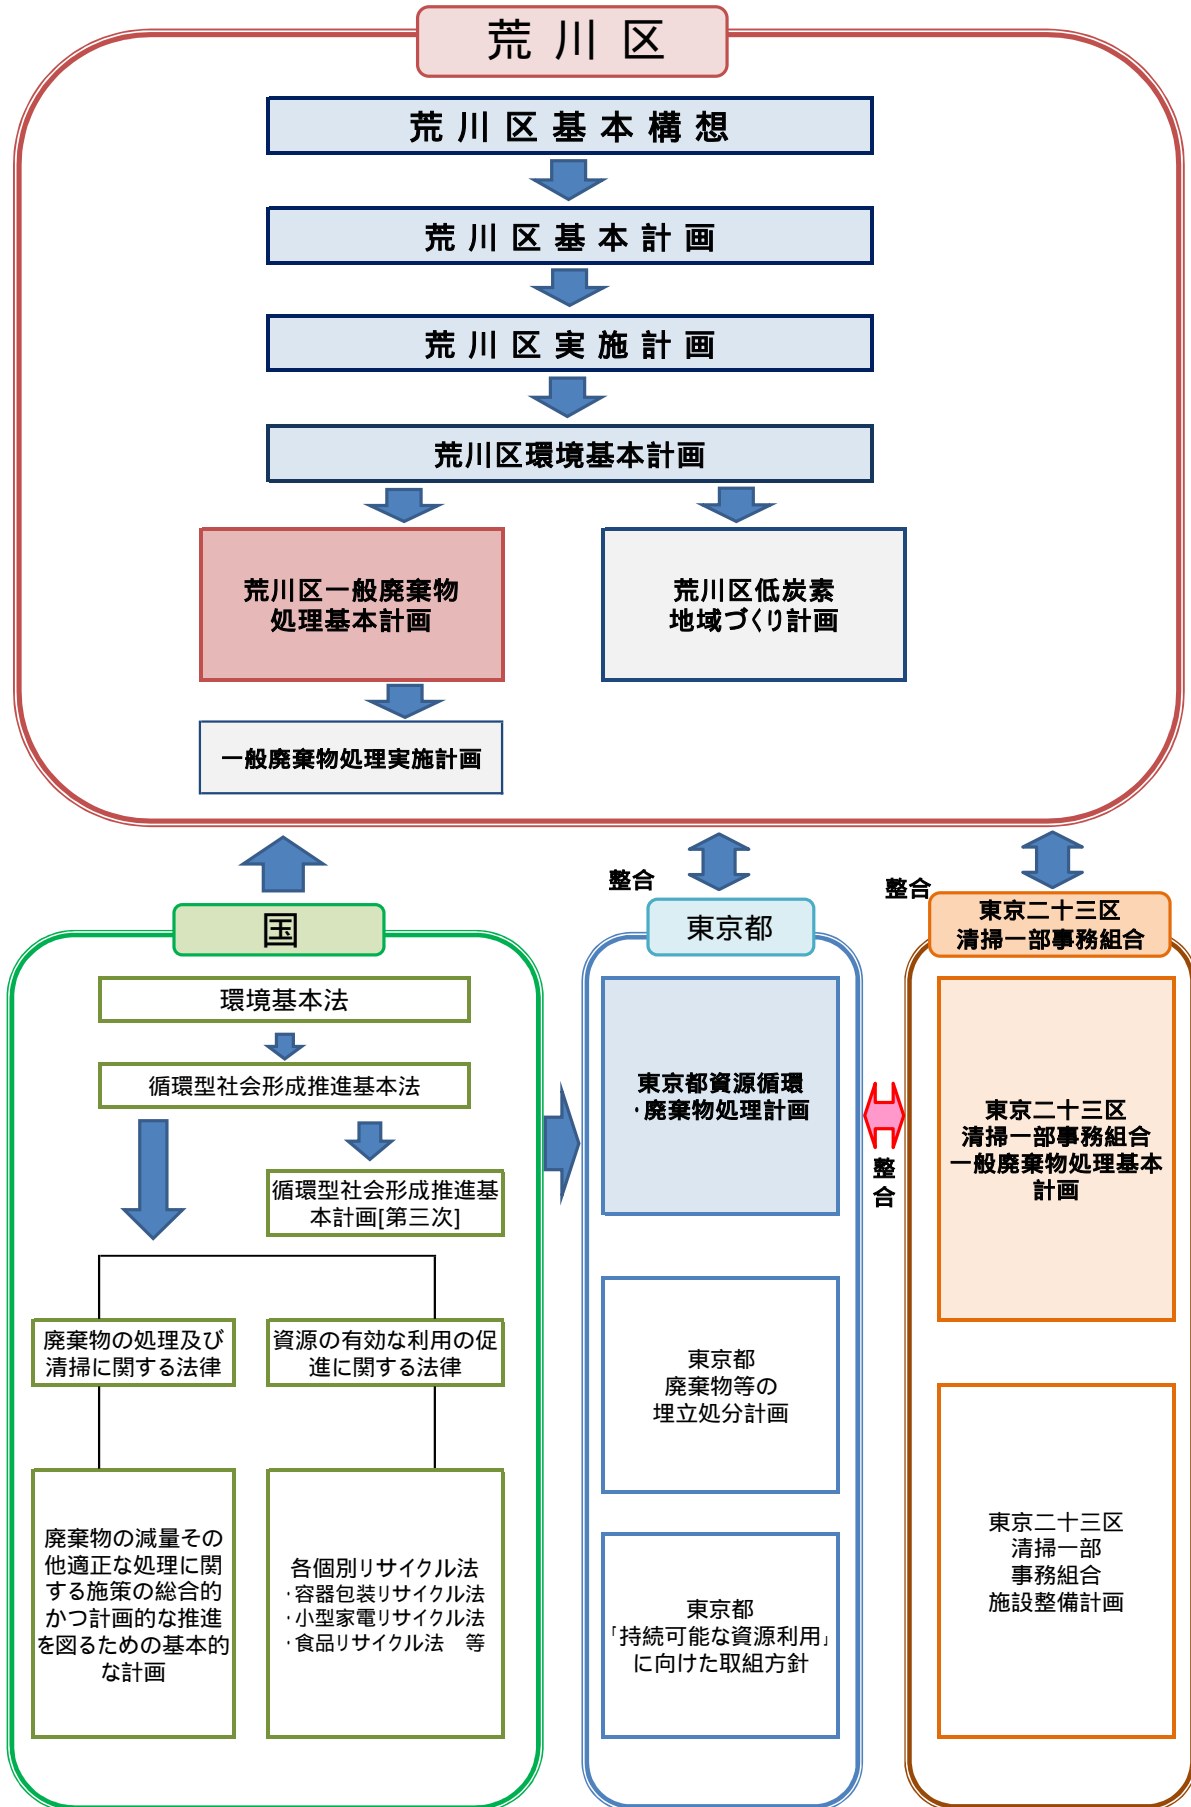 荒川区
荒川区基本構想
荒川区基本計画
荒川区実施計画
荒川区環境基本計画
荒川区一般廃棄物
処理基本計画
荒川区低炭素
地域づくり計画
一般廃棄物処理実施計画
整合
整合
国
環境基本法
循環型社会形成推進基本法
循環型社会形成推進基
本計画[第三次]
廃棄物の処理及び
清掃に関する法律
資源の有効な利用の促
進に関する法律
廃棄物の減量その
他適正な処理に関
する施策の総合的
かつ計画的な推進
を図るための基本的
な計画
各個別リサイクル法
・容器包装リサイクル法
・小型家電リサイクル法
・食品リサイクル法　等
東京都
東京都資源循環
・廃棄物処理計画
東京都
廃棄物等の
埋立処分計画
東京都
「持続可能な資源利用」
に向けた取組方針
整
合
東京二十三区
清掃一部事務組合
東京二十三区
清掃一部事務組合
一般廃棄物処理基本
計画
東京二十三区
清掃一部
事務組合
施設整備計画